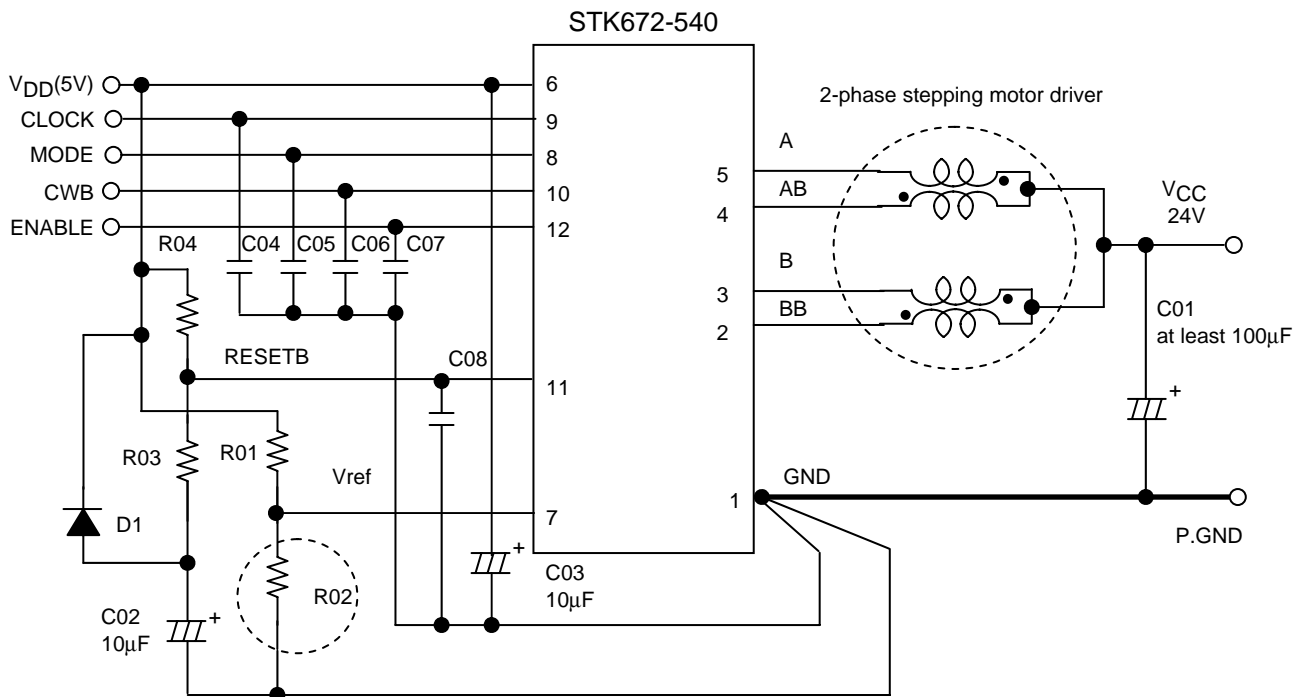 STK672-540
VDD(5V)
CLOCK
MODE
CWB
ENABLE
6
9
8
10
12
11
7
5
4
3
2
1
2-phase stepping motor driver
A
AB
B
BB
VCC
24V
C01
at least 100μF
+
R04
C04
C05
C06
C07
RESETB
C08
R03
R01
Vref
D1
GND
P.GND
R02
C03
10μF
+
C02
10μF
+